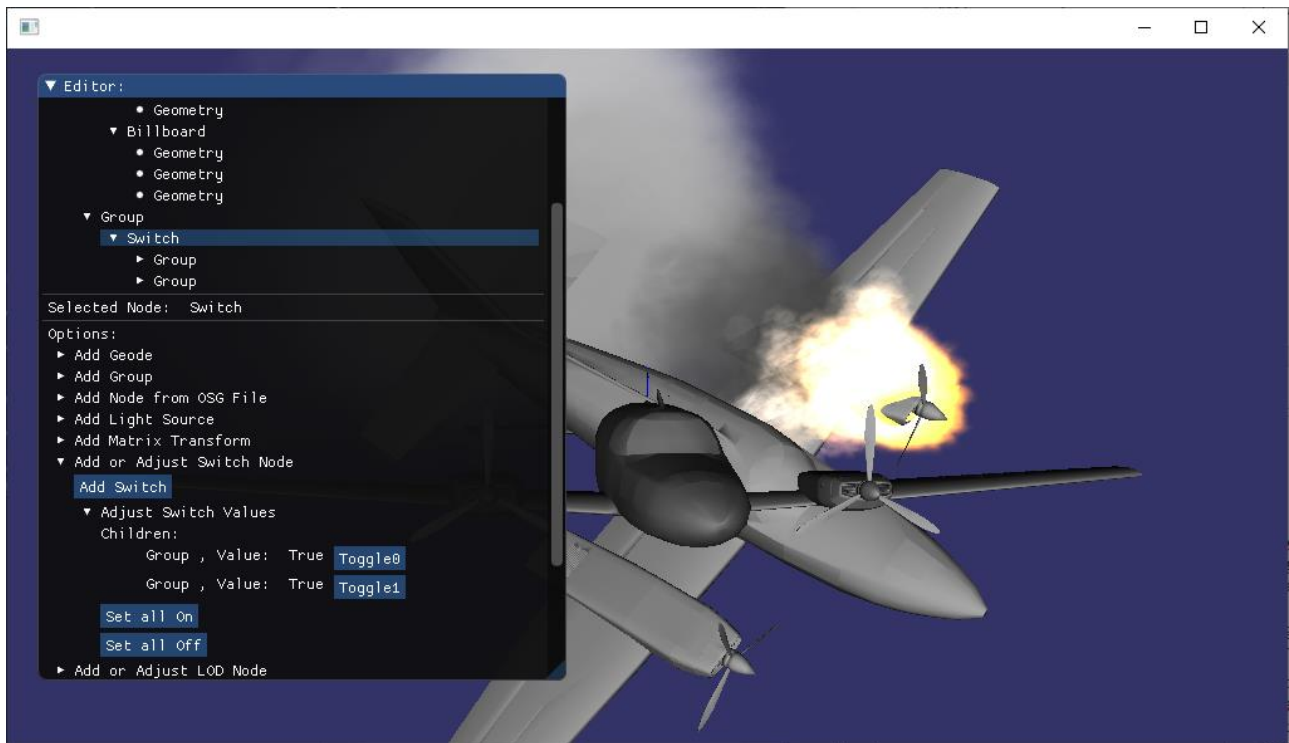 Editor:
Geometry
Billboard
Geometry
Geometry
Geometry
Group
Switch
Group
Group
Selected Node: Switch
Options:
Add Geode
Add Group
Add Node from OSG File
Add Light Source
Add Matrix Transform
Add or Adjust Switch Node
Add Switch
Adjust Switch Values
Children:
Group , Value: True Toggle0
Group , Value: True Toggle1
Set all On
Set all Off
Add or Adjust LOD Node